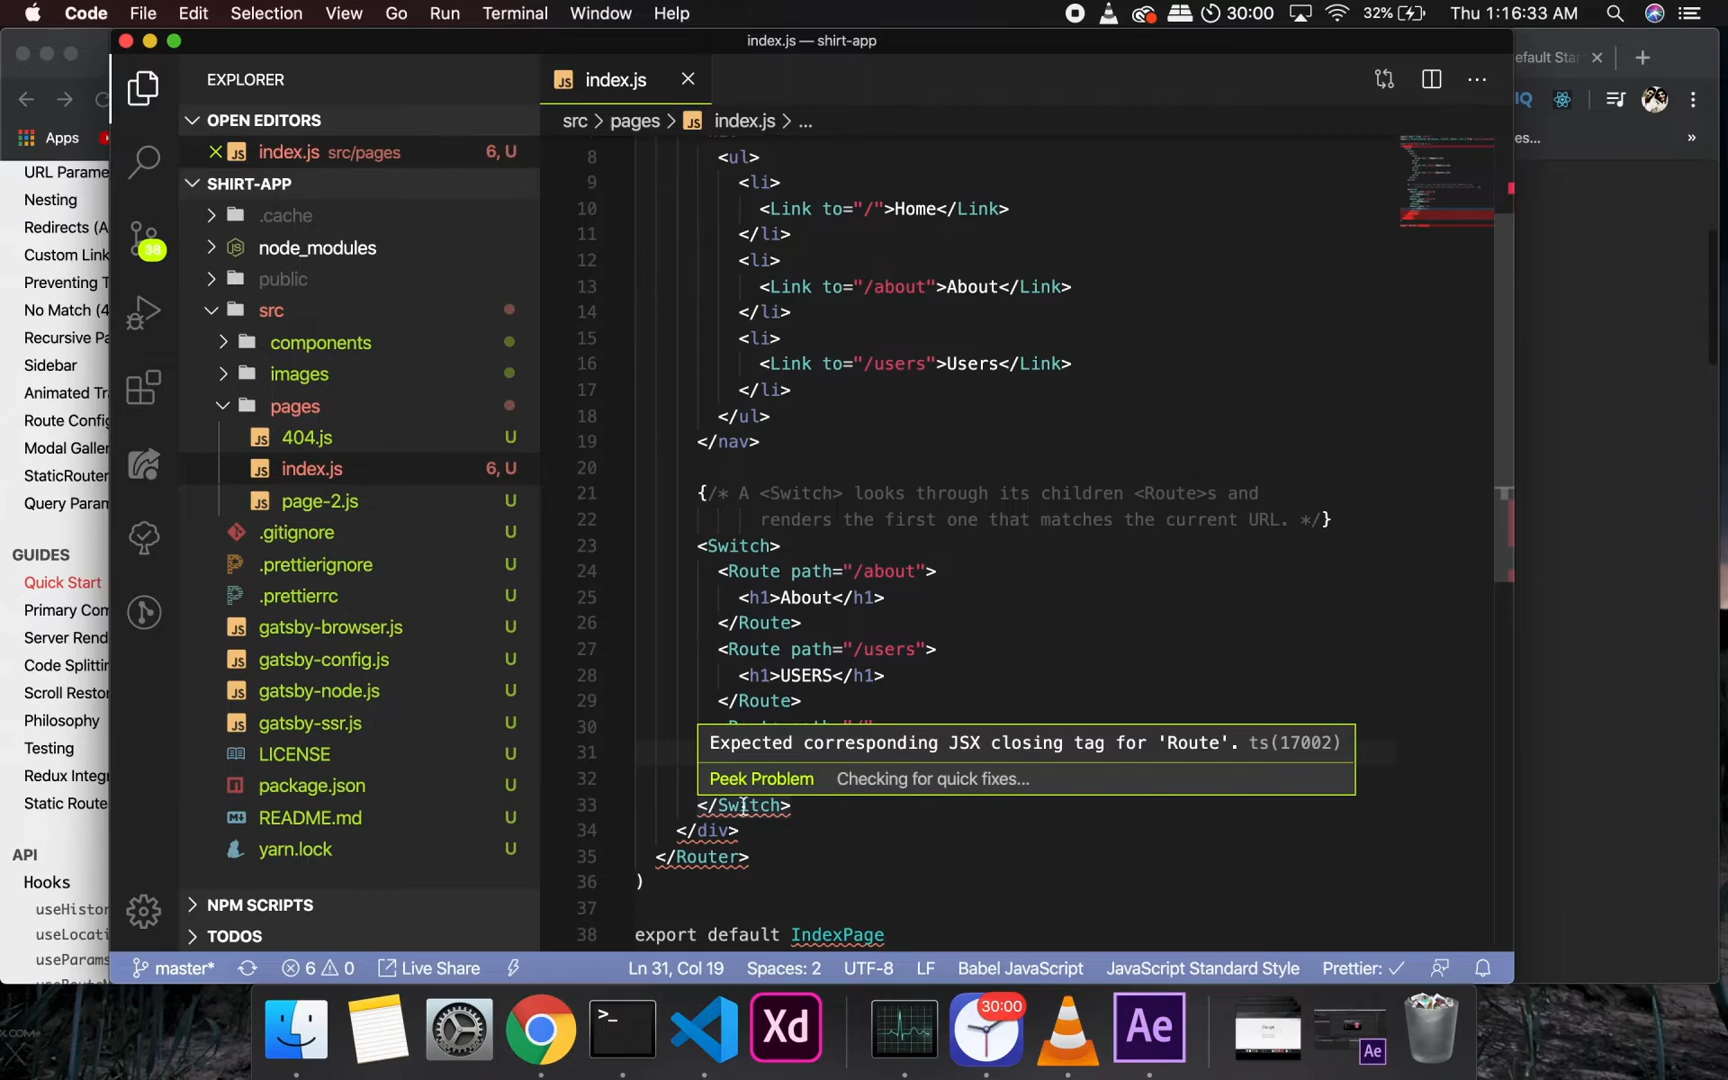 Code File Edit Selection View Go Run Terminal Window Help
30:00 32% Thu 1:16:33 AM
index.js — shirt-app
Apps
URL Parame
Nesting
Redirects (A
Custom Link
Preventing T
No Match (4
Recursive Pa
Sidebar
Animated Tra
Route Config
Modal Galler
StaticRouter
Query Param
GUIDES
Quick Start
Primary Com
Server Rend
Code Splittin
Scroll Restor
Philosophy
Testing
Redux Integr
Static Route
API
Hooks
useHistor
useLocati
useParams
EXPLORER
OPEN EDITORS
index.js src/pages 6, U
SHIRT-APP
.cache
node_modules
public
src
components
images
pages
404.js U
index.js 6, U
page-2.js U
.gitignore U
.prettierignore U
.prettierrc U
gatsby-browser.js U
gatsby-config.js U
gatsby-node.js U
gatsby-ssr.js U
LICENSE U
package.json U
README.md U
yarn.lock U
NPM SCRIPTS
TODOS
38
index.js
src > pages > index.js > ...
8 <ul>
9 <li>
10 <Link to="/">Home</Link>
11 </li>
12 <li>
13 <Link to="/about">About</Link>
14 </li>
15 <li>
16 <Link to="/users">Users</Link>
17 </li>
18 </ul>
19 </nav>
20
21 {/* A <Switch> looks through its children <Route>s and
22 renders the first one that matches the current URL. */}
23 <Switch>
24 <Route path="/about">
25 <h1>About</h1>
26 </Route>
27 <Route path="/users">
28 <h1>USERS</h1>
29 </Route>
30
Expected corresponding JSX closing tag for 'Route'. ts(17002)
31
Peek Problem Checking for quick fixes...
32
33 </Switch>
34 </div>
35 </Router>
36 )
37
38 export default IndexPage
efault Star
es...
master* 6 0 Live Share Ln 31, Col 19 Spaces: 2 UTF-8 LF Babel JavaScript JavaScript Standard Style Prettier: ✓
Xd
30:00
Ae
Ae